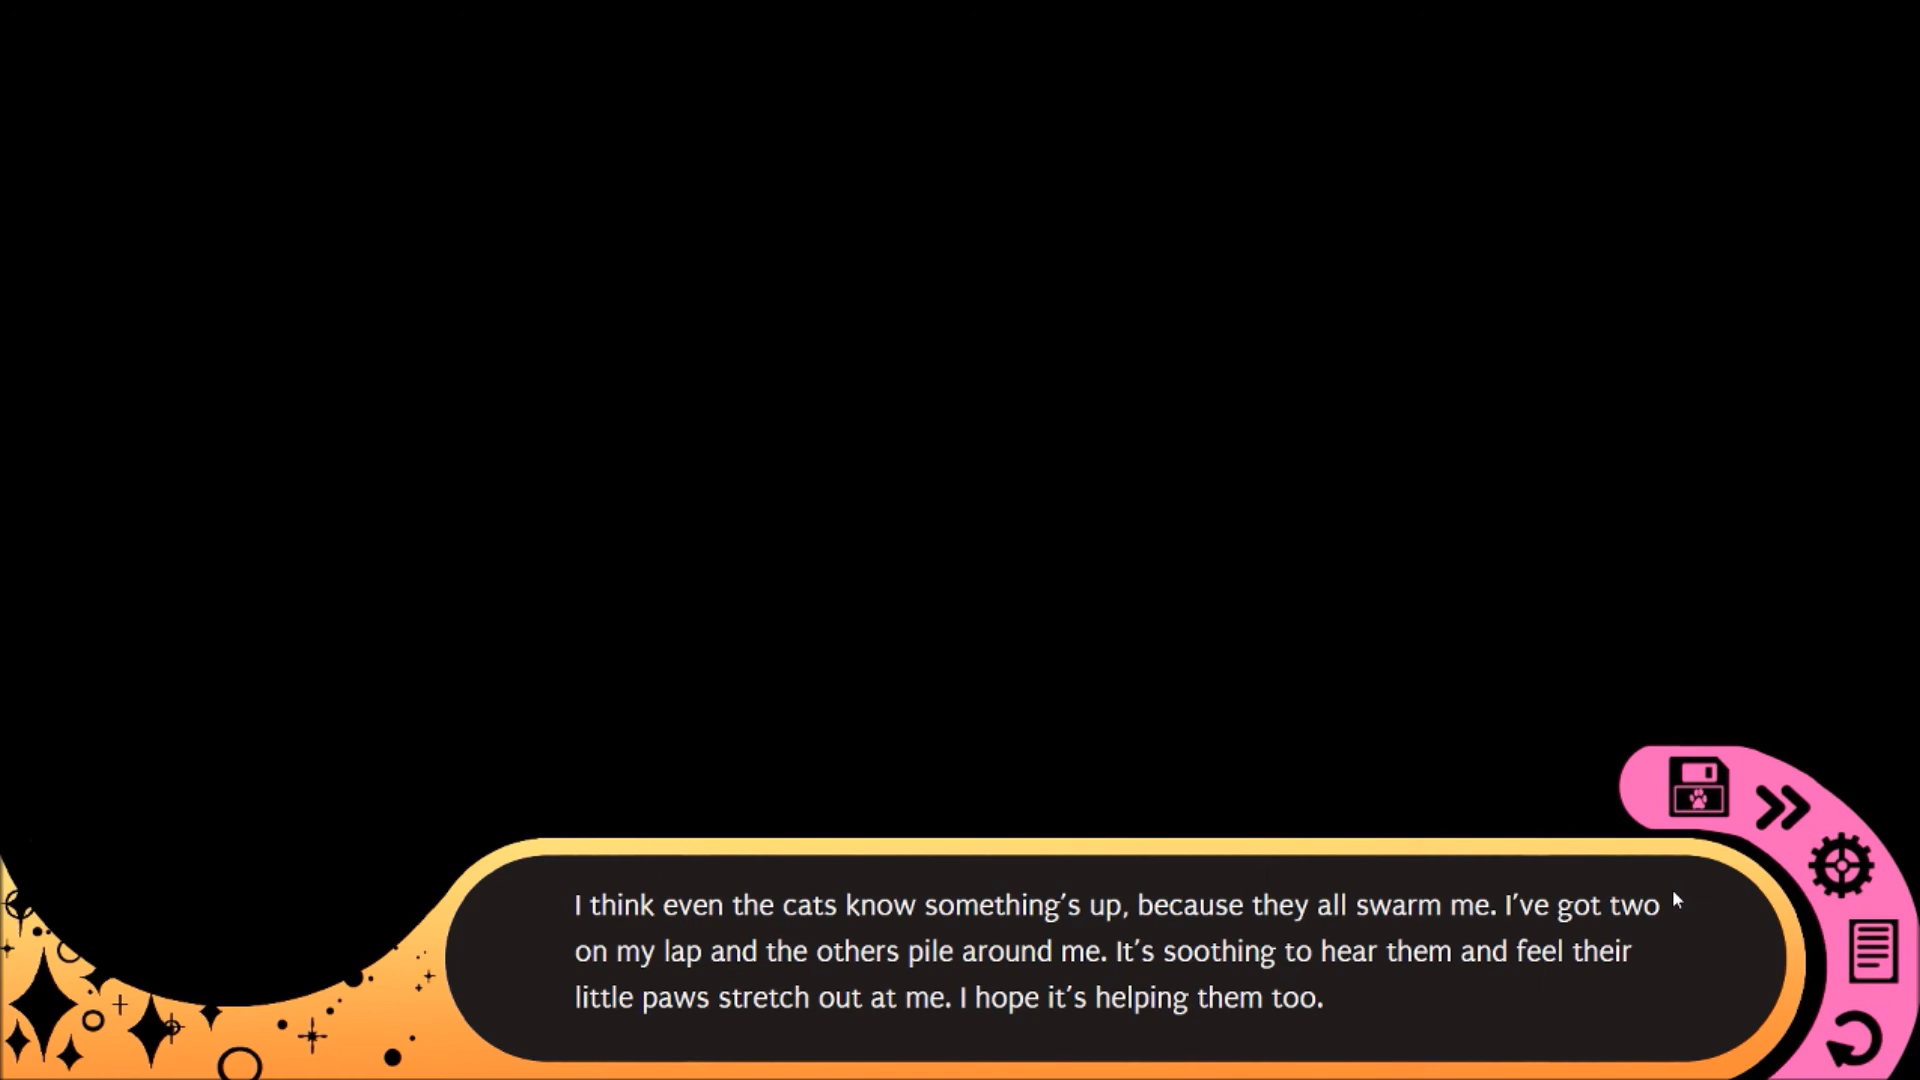 I think even the cats know something's up, because they all swarm me. I've got two
on my lap and the others pile around me. It's soothing to hear them and feel their
little paws stretch out at me. I hope it's helping them too.